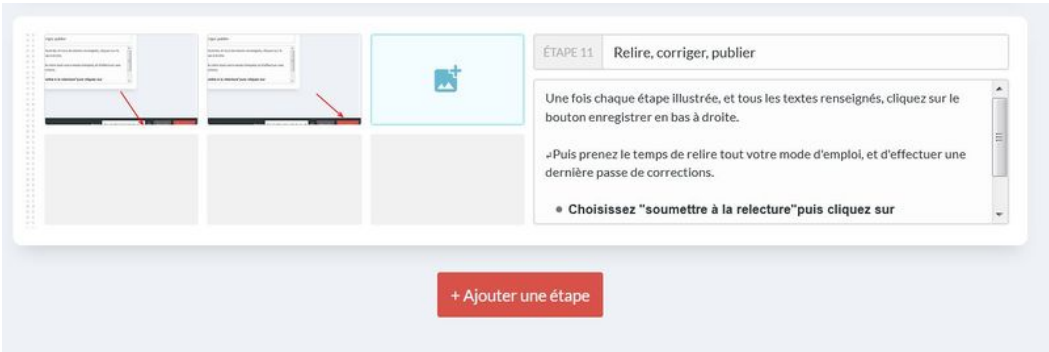 ÉTAPE 11 Relire, corriger, publier
Une fois chaque étape illustrée, et tous les textes renseignés, cliquez sur le
bouton enregistrer en bas à droite.
↲Puis prenez le temps de relire tout votre mode d'emploi, et d'effectuer une
dernière passe de corrections.
• Choisissez "soumettre à la relecture"puis cliquez sur
+ Ajouter une étape